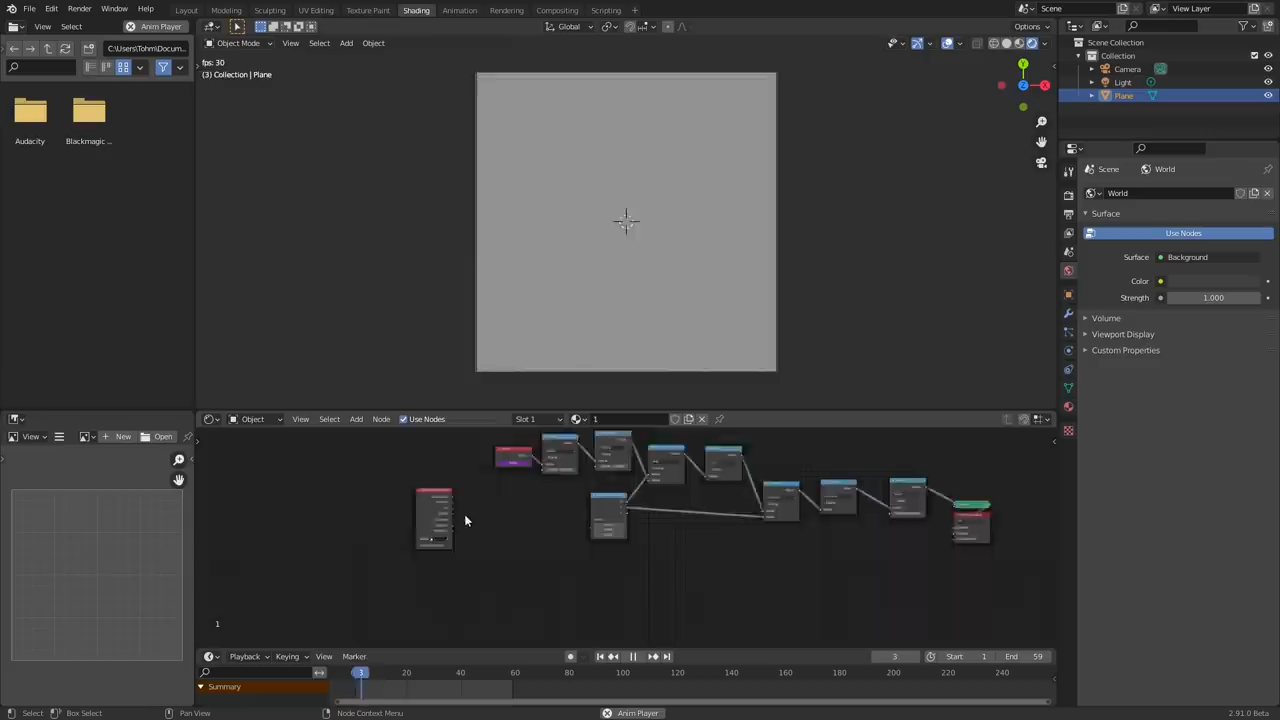 File Edit Render Window Help
Layout Modeling Sculpting UV Editing Texture Paint Shading Animation Rendering Compositing Scripting
Scene View Layer
View Select Anim Player
Global Options
C:\Users\Tohm\Docum...
Object Mode View Select Add Object
fps: 30
(3) Collection | Plane
Y
Z
X
Audacity
Blackmagic ...
Scene Collection
Collection
Camera
Light
Plane
Scene World
World
Surface
Use Nodes
Surface Background
Color
Strength 1.000
Volume
Viewport Display
Custom Properties
View New Open
Object View Select Add Node Use Nodes Slot 1 1
1
Playback Keying View Marker 3 Start 1 End 59
3 20 40 60 80 100 120 140 160 180 200 220 240
Summary
Select Box Select Pan View Node Context Menu Anim Player 2.91.0 Beta